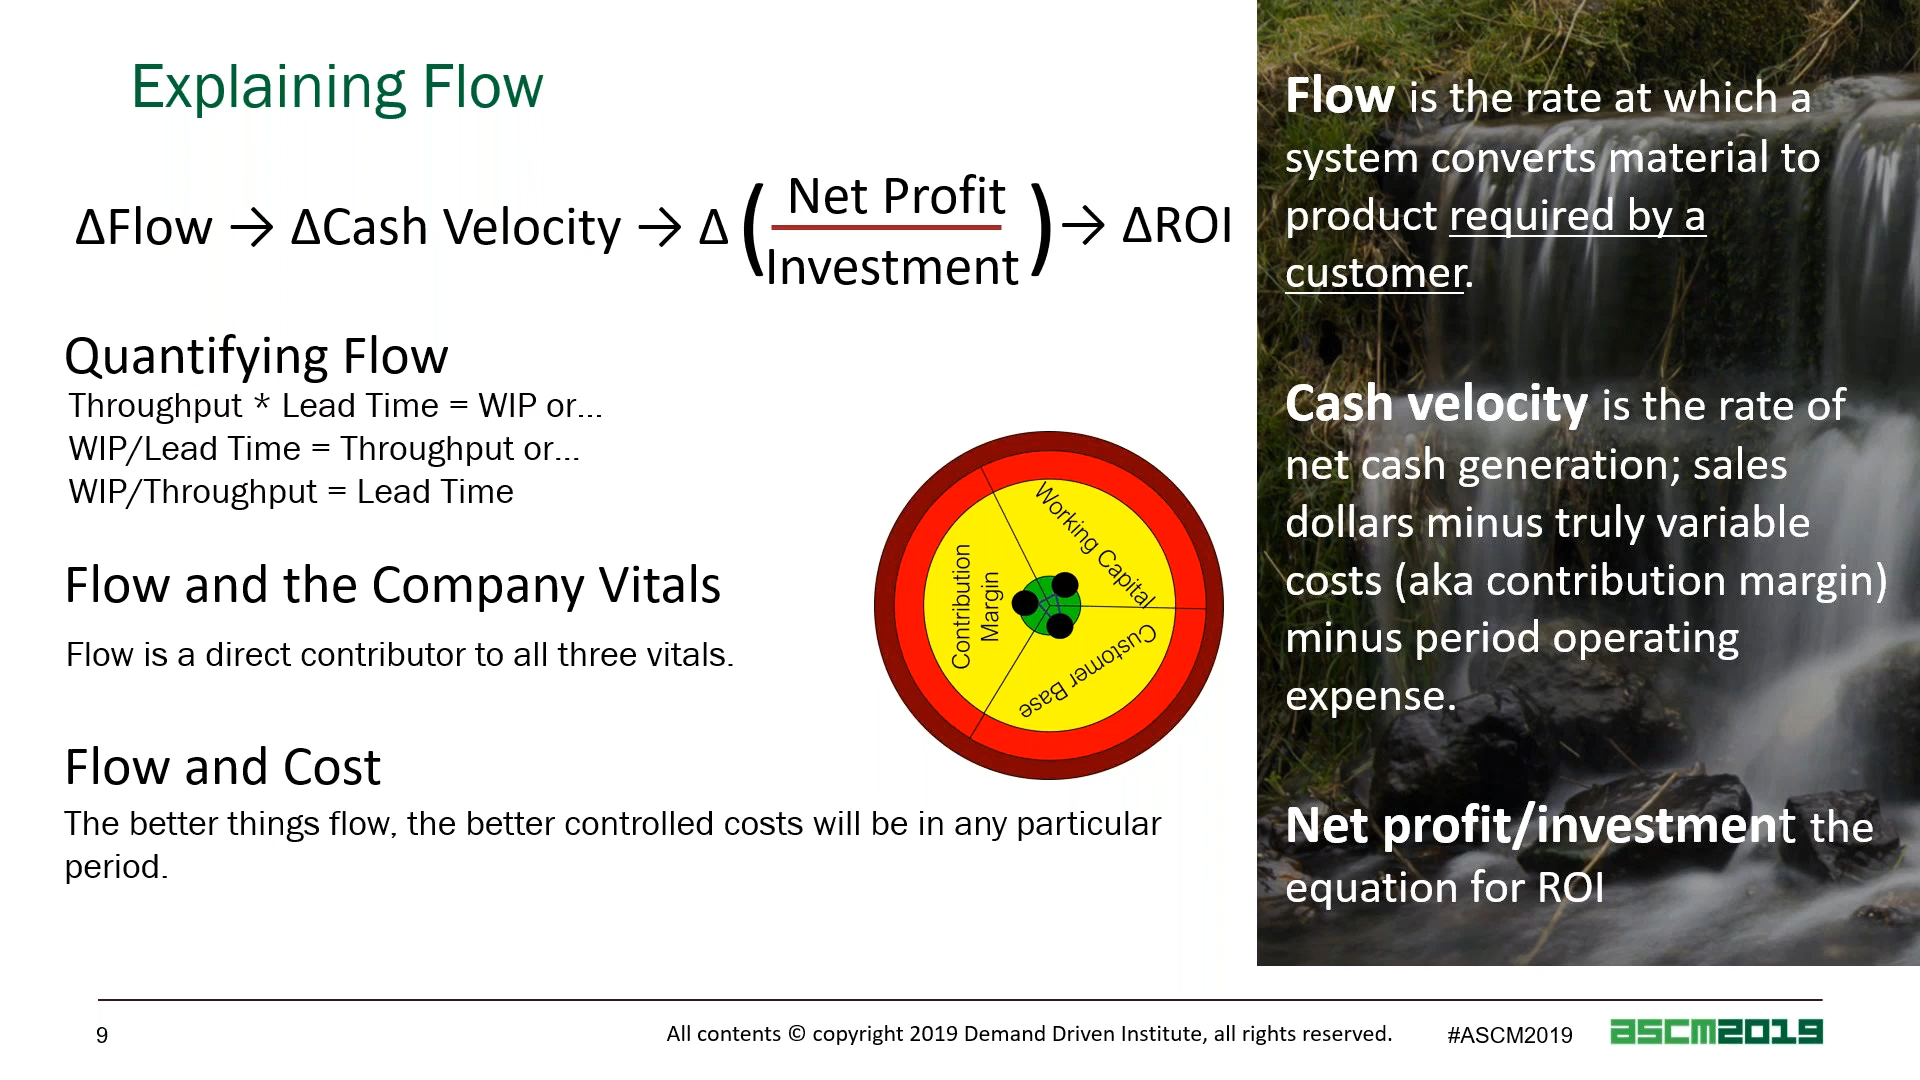 Explaining Flow
ΔFlow → ΔCash Velocity → Δ ( Net Profit / Investment ) → ΔROI
Quantifying Flow
Throughput * Lead Time = WIP or...
WIP/Lead Time = Throughput or...
WIP/Throughput = Lead Time
Flow and the Company Vitals
Flow is a direct contributor to all three vitals.
Flow and Cost
The better things flow, the better controlled costs will be in any particular
period.
Working Capital
Contribution
Margin
Customer Base
Flow is the rate at which a
system converts material to
product required by a
customer.
Cash velocity is the rate of
net cash generation; sales
dollars minus truly variable
costs (aka contribution margin)
minus period operating
expense.
Net profit/investment the
equation for ROI
9
All contents © copyright 2019 Demand Driven Institute, all rights reserved.
#ASCM2019
ascm2019